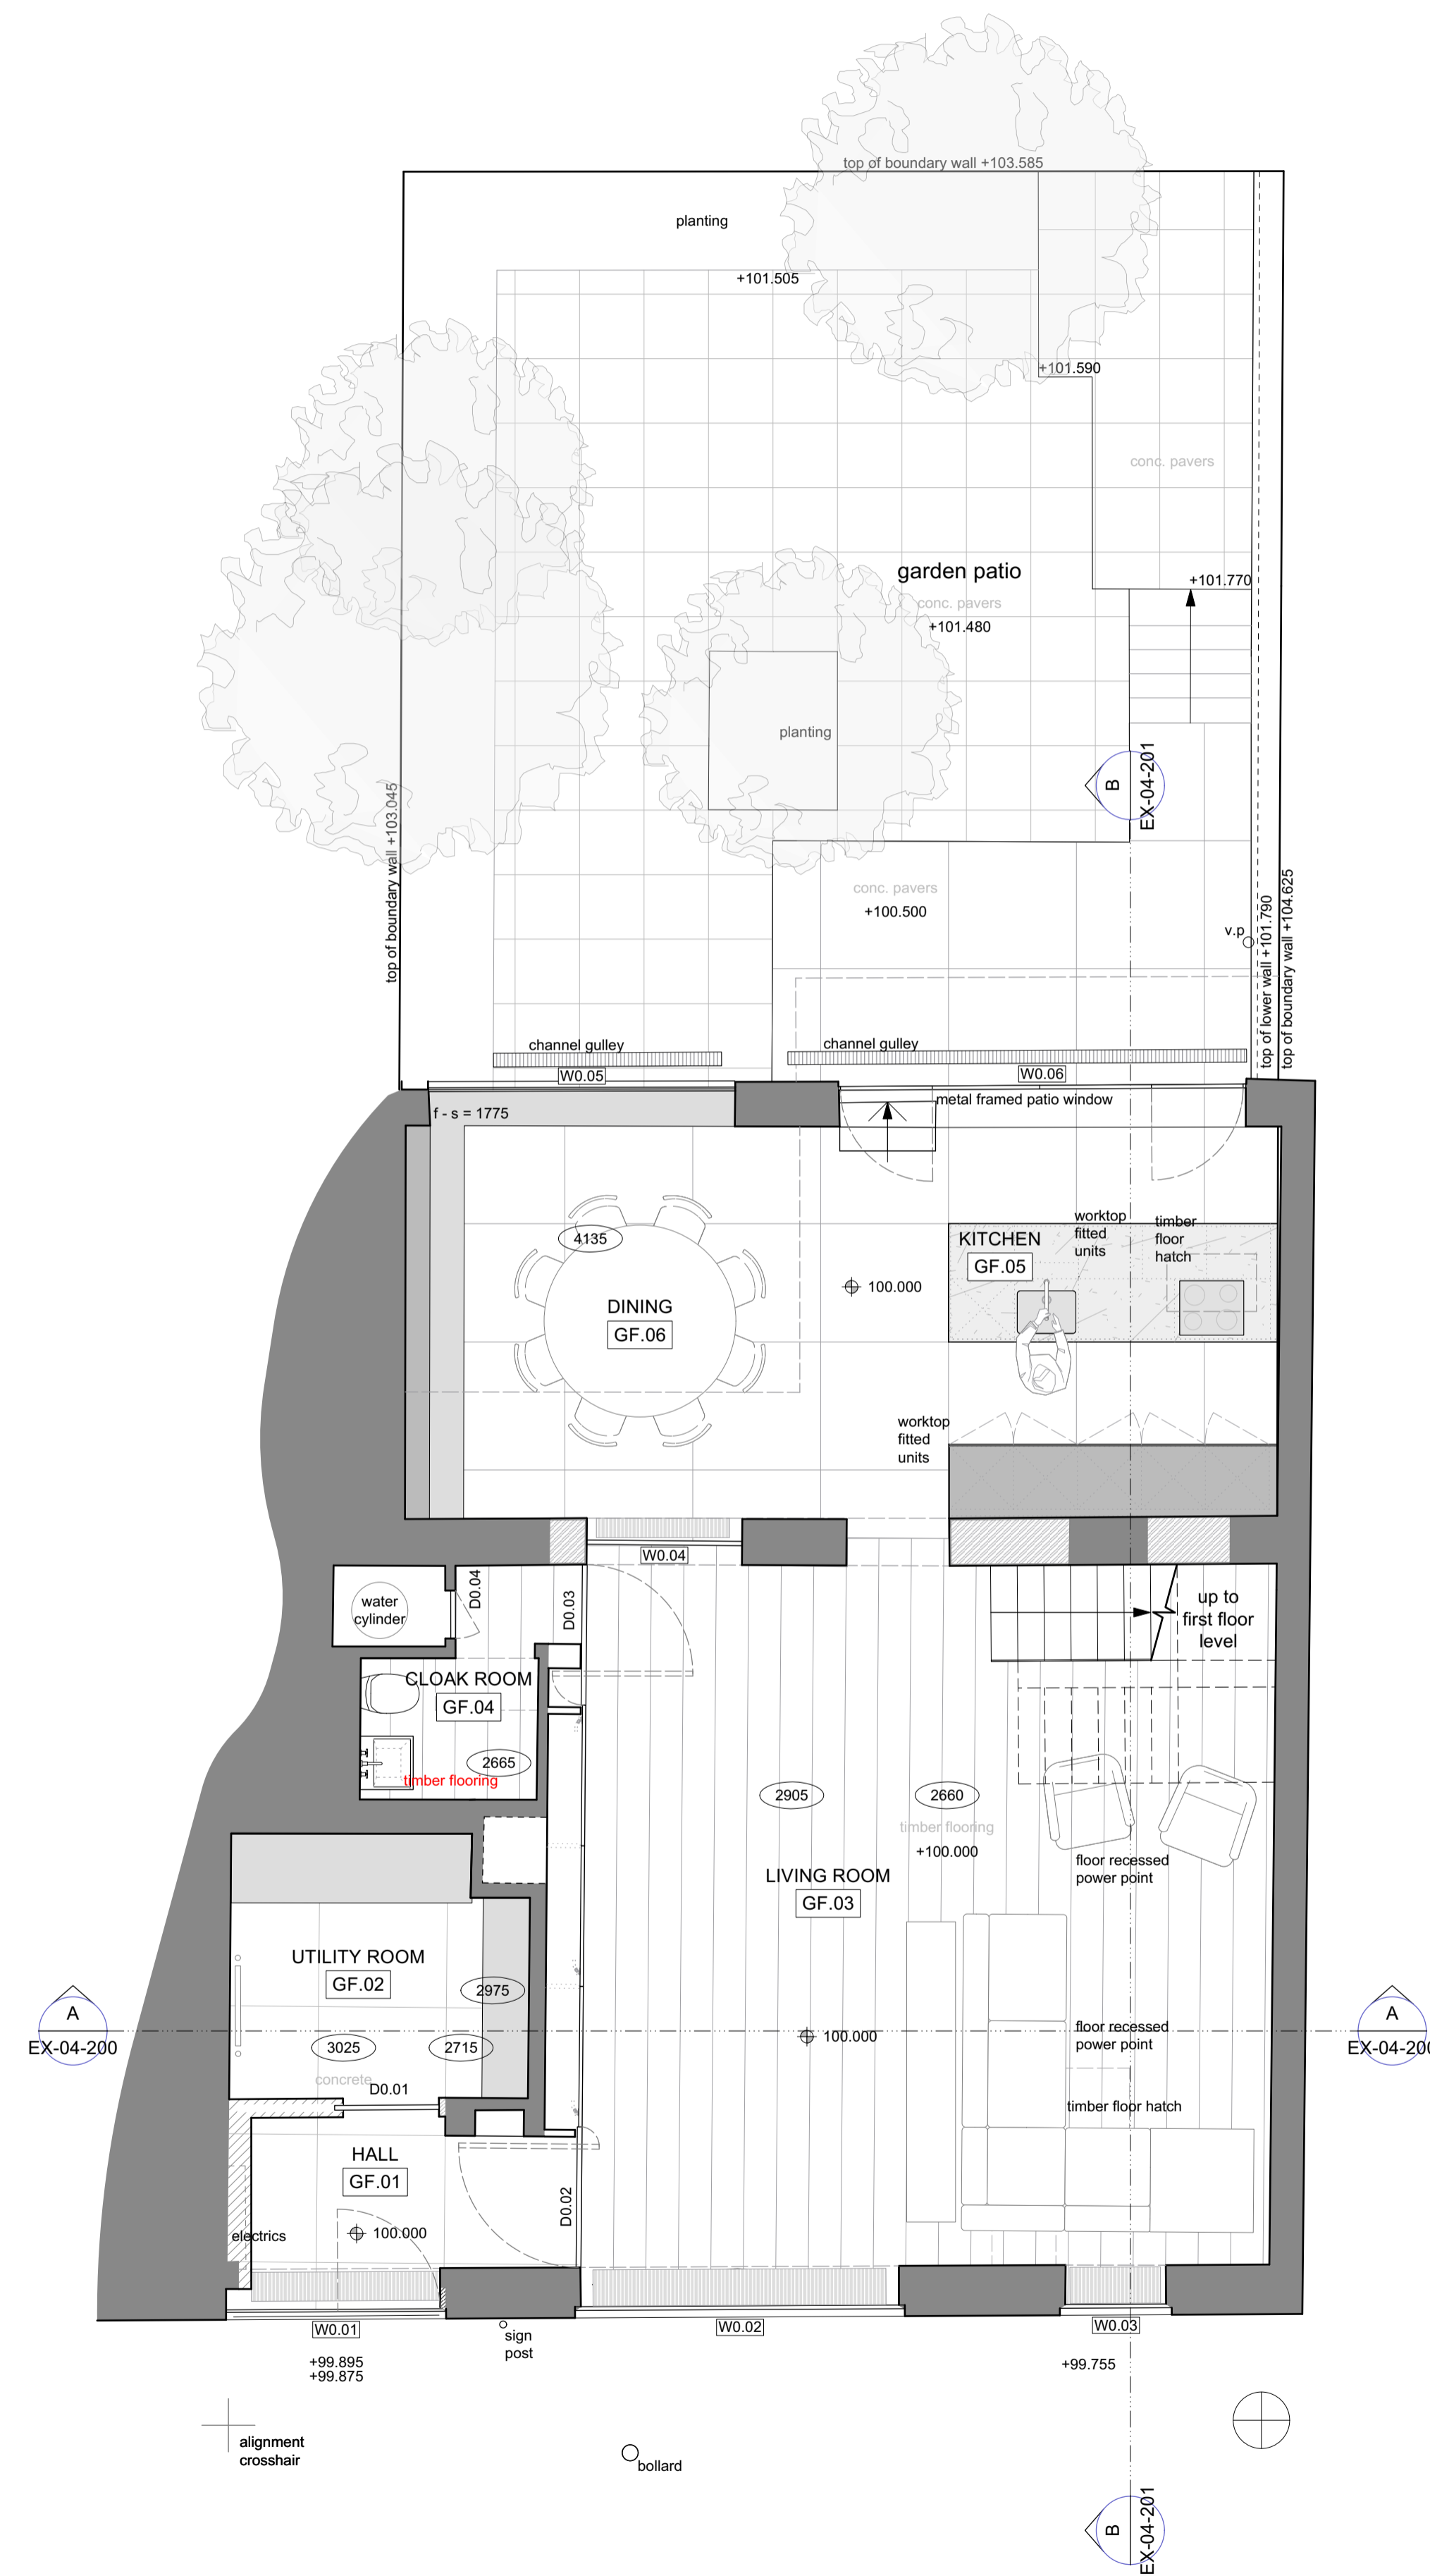 top of boundary wall +103.585
planting
+101.505
+101.590
conc. pavers
garden patio
+101.770
conc. pavers
+101.480
planting
B
EX-04-201
top of boundary wall +103.045
conc. pavers
+100.500
v.p
top of lower wall +101.790
top of boundary wall +104.625
channel gulley
channel gulley
W0.05
W0.06
f - s = 1775
metal framed patio window
4135
worktop
fitted
units
timber
floor
hatch
KITCHEN
GF.05
100.000
DINING
GF.06
worktop
fitted
units
W0.04
water
cylinder
D0.04
D0.03
up to
first floor
level
CLOAK ROOM
GF.04
2665
timber flooring
2905
2660
timber flooring
+100.000
floor recessed
power point
LIVING ROOM
GF.03
UTILITY ROOM
GF.02
2975
A
EX-04-200
3025
2715
concrete
D0.01
100.000
floor recessed
power point
A
EX-04-200
timber floor hatch
HALL
GF.01
D0.02
electrics
100.000
W0.01
sign
post
W0.02
W0.03
+99.895
+99.875
+99.755
alignment
crosshair
bollard
B
EX-04-201